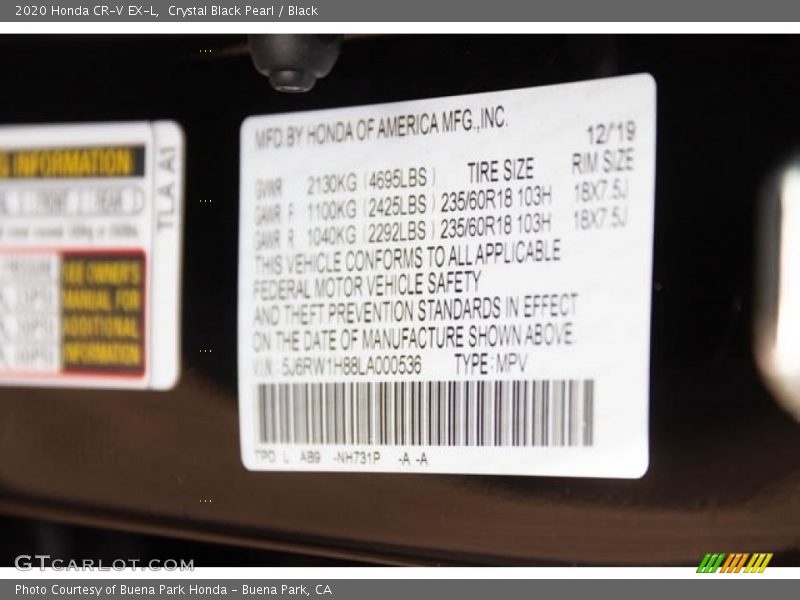 2020 Honda CR-V EX-L, Crystal Black Pearl / Black
MFD.BY HONDA OF AMERICA MFG.,INC.
12/19
GVWR 2130KG (4695LBS) TIRE SIZE RIM SIZE
GAWR F 1100KG (2425LBS) 235/60R18 103H 18X7.5J
GAWR R 1040KG (2292LBS) 235/60R18 103H 18X7.5J
THIS VEHICLE CONFORMS TO ALL APPLICABLE
FEDERAL MOTOR VEHICLE SAFETY
AND THEFT PREVENTION STANDARDS IN EFFECT
ON THE DATE OF MANUFACTURE SHOWN ABOVE.
V.I.N.: 5J6RW1H88LA000536 TYPE:MPV
TPD L AB9 -NH731P -A -A
INFORMATION
TLA A1
SEE OWNER'S
MANUAL FOR
ADDITIONAL
INFORMATION
GTCARLOT.COM
Photo Courtesy of Buena Park Honda - Buena Park, CA